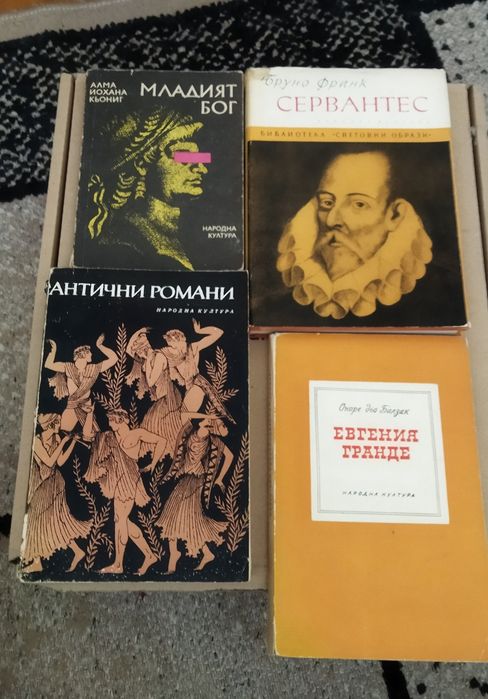 АЛМА
ЙОХАНА
КЬОНИГ
МЛАДИЯТ
БОГ
НАРОДНА
КУЛТУРА
Бруно Франк
СЕРВАНТЕС
БИБЛИОТЕКА «СВЕТОВНИ ОБРАЗИ»
АНТИЧНИ РОМАНИ
НАРОДНА КУЛТУРА
Оноре дьо Балзак
ЕВГЕНИЯ
ГРАНДЕ
НАРОДНА КУЛТУРА